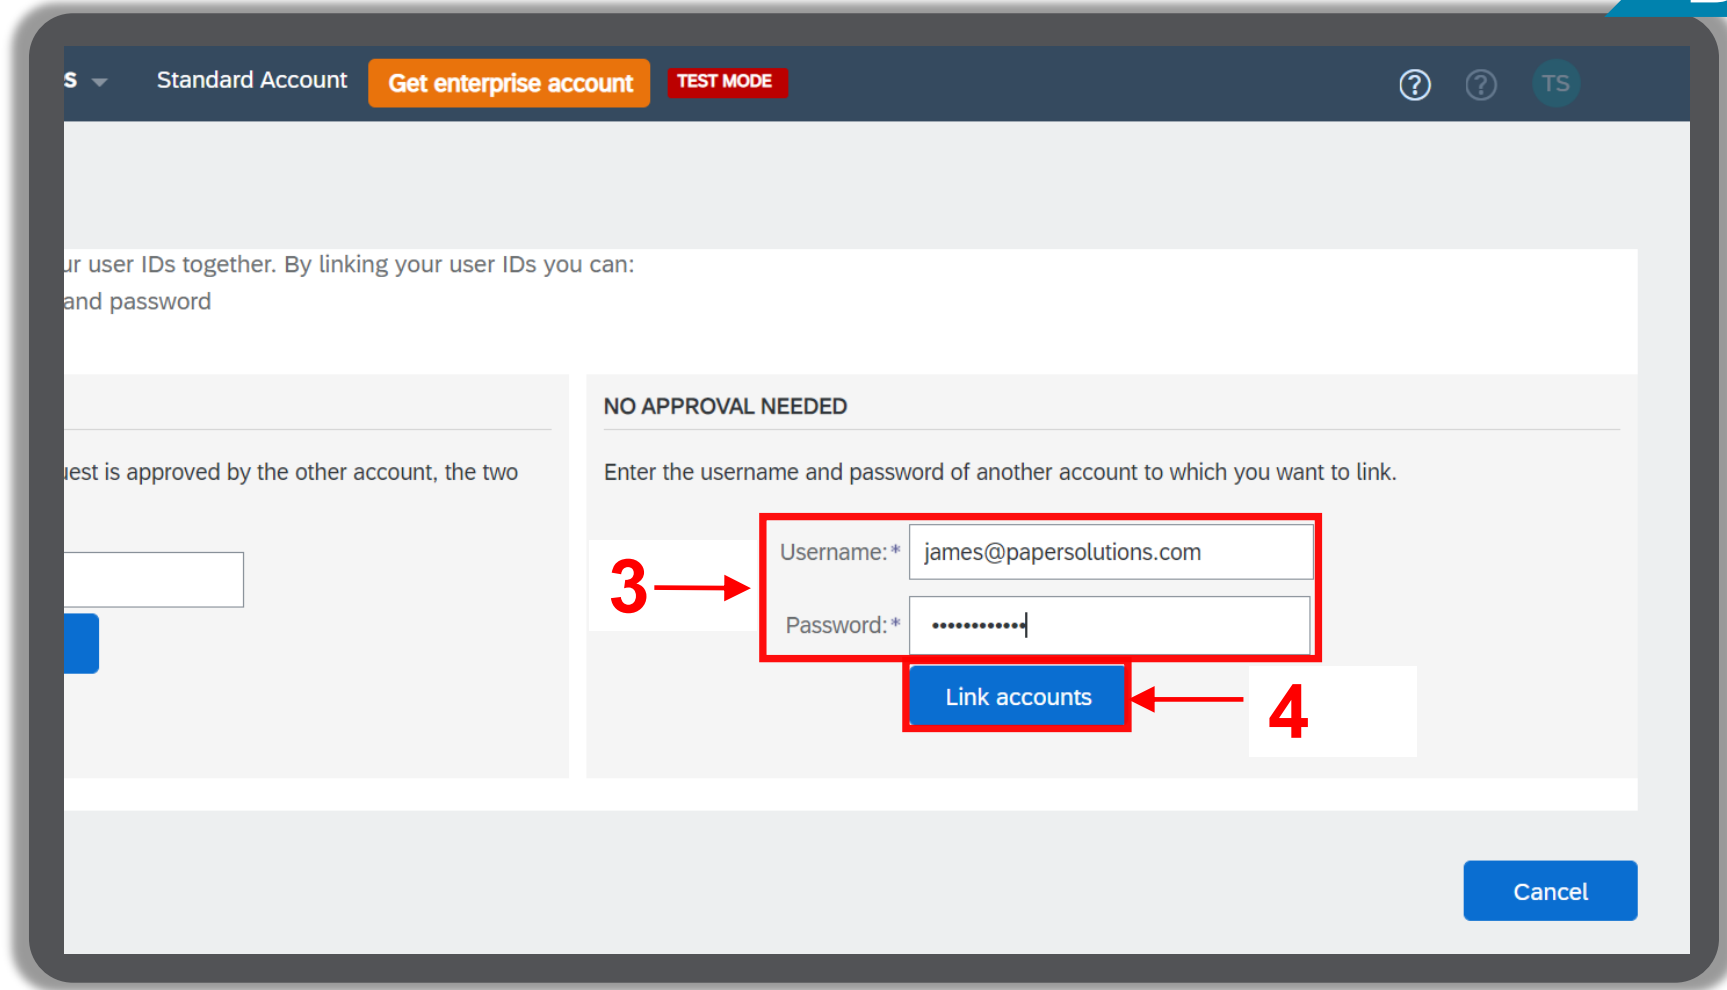 s Standard Account Get enterprise account TEST MODE ? ? TS
ur user IDs together. By linking your user IDs you can:
and password
NO APPROVAL NEEDED
uest is approved by the other account, the two
Enter the username and password of another account to which you want to link.
Username:* james@papersolutions.com
3
Password:* ••••••••••••
Link accounts
4
Cancel